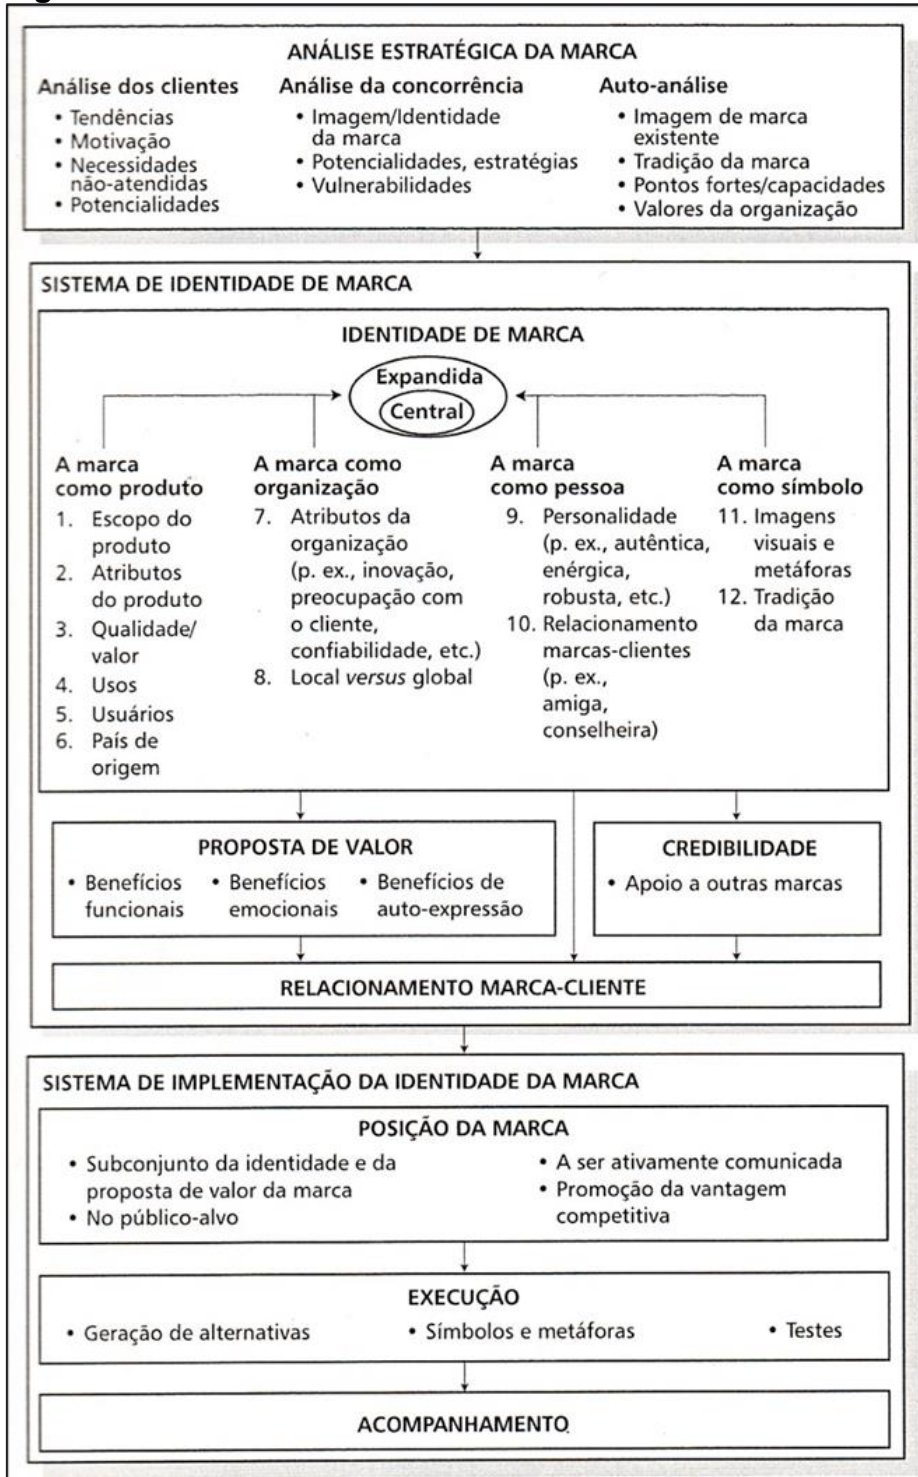 ANÁLISE ESTRATÉGICA DA MARCA
Análise dos clientes
• Tendências
• Motivação
• Necessidades
não-atendidas
• Potencialidades
Análise da concorrência
• Imagem/Identidade
da marca
• Potencialidades, estratégias
• Vulnerabilidades
Auto-análise
• Imagem de marca
existente
• Tradição da marca
• Pontos fortes/capacidades
• Valores da organização
SISTEMA DE IDENTIDADE DE MARCA
IDENTIDADE DE MARCA
Expandida
Central
A marca
como produto
1. Escopo do
produto
2. Atributos
do produto
3. Qualidade/
valor
4. Usos
5. Usuários
6. País de
origem
A marca como
organização
7. Atributos da
organização
(p. ex., inovação,
preocupação com
o cliente,
confiabilidade, etc.)
8. Local versus global
A marca
como pessoa
9. Personalidade
(p. ex., autêntica,
enérgica,
robusta, etc.)
10. Relacionamento
marcas-clientes
(p. ex.,
amiga,
conselheira)
A marca
como símbolo
11. Imagens
visuais e
metáforas
12. Tradição
da marca
PROPOSTA DE VALOR
• Benefícios
funcionais
• Benefícios
emocionais
• Benefícios de
auto-expressão
CREDIBILIDADE
• Apoio a outras marcas
RELACIONAMENTO MARCA-CLIENTE
SISTEMA DE IMPLEMENTAÇÃO DA IDENTIDADE DA MARCA
POSIÇÃO DA MARCA
• Subconjunto da identidade e da
proposta de valor da marca
• No público-alvo
• A ser ativamente comunicada
• Promoção da vantagem
competitiva
EXECUÇÃO
• Geração de alternativas
• Símbolos e metáforas
• Testes
ACOMPANHAMENTO